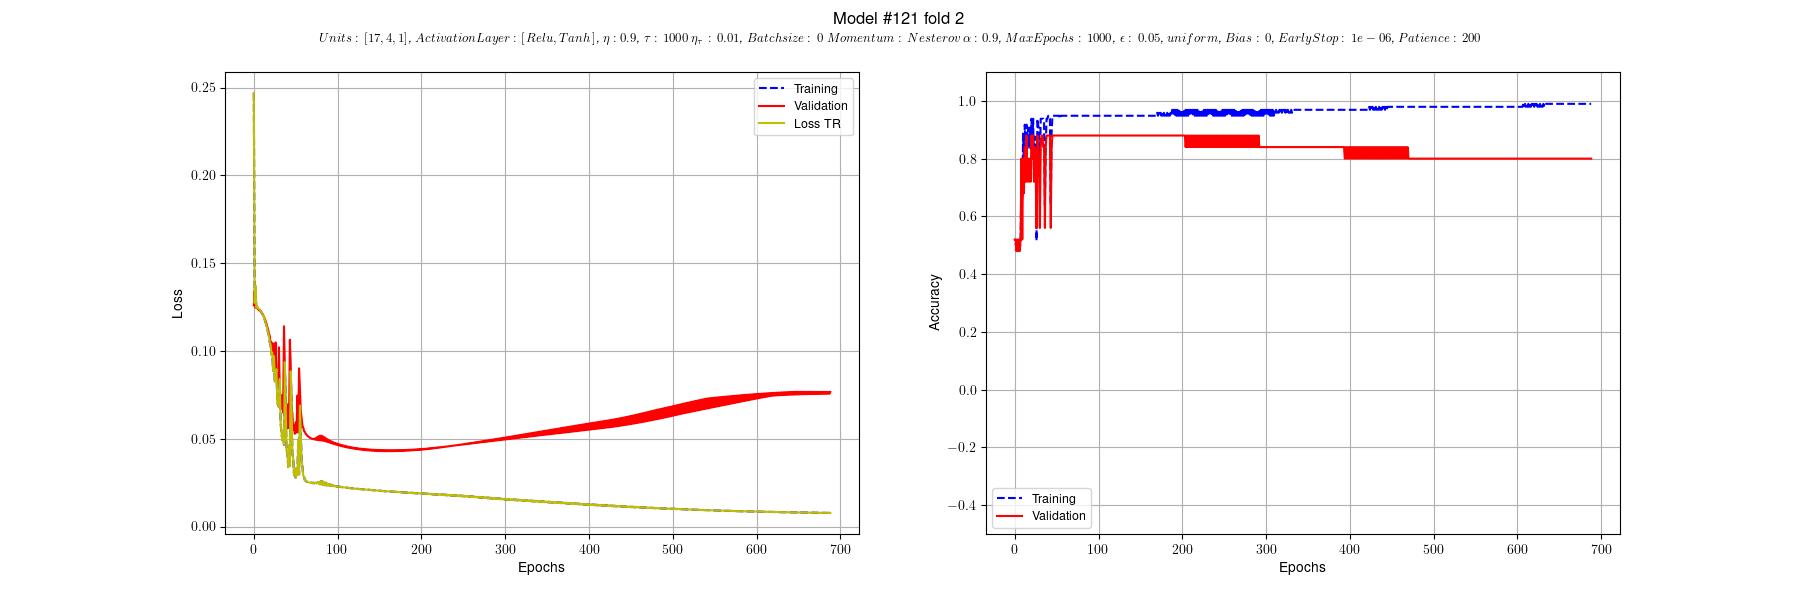 Model #121 fold 2
Units : [17, 4, 1], ActivationLayer : [Relu, Tanh], η : 0.9, τ : 1000 ητ : 0.01, Batchsize : 0 Momentum : Nesterov α : 0.9, MaxEpochs : 1000, ϵ : 0.05, uniform, Bias : 0, EarlyStop : 1e − 06, Patience : 200
0.25
0.20
0.15
0.10
0.05
0.00
Loss
Training
Validation
Loss TR
0 100 200 300 400 500 600 700
Epochs
1.0
0.8
0.6
0.4
0.2
0.0
−0.2
−0.4
Accuracy
Training
Validation
0 100 200 300 400 500 600 700
Epochs